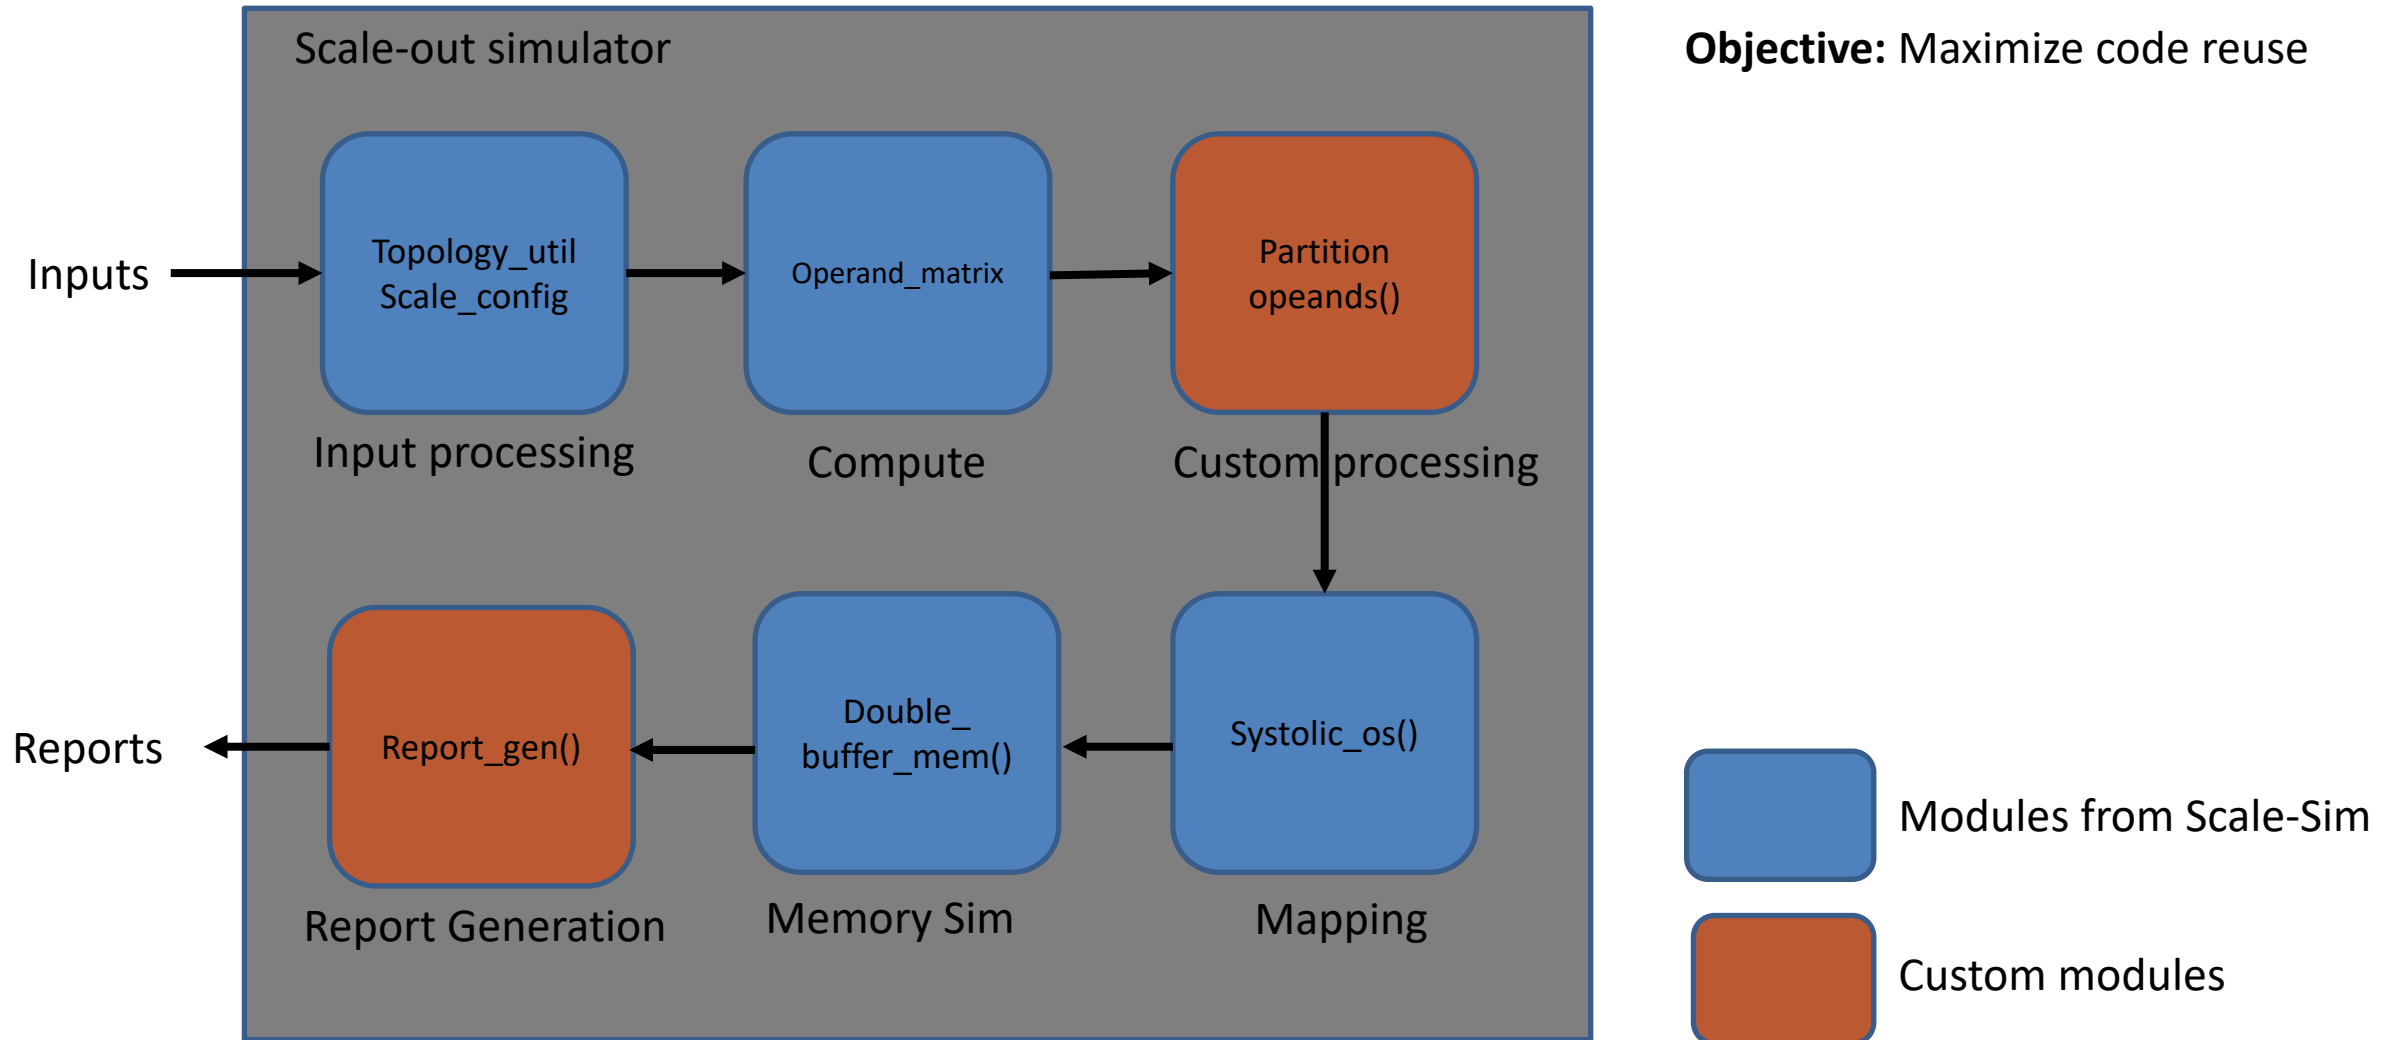 Scale-out simulator
Objective: Maximize code reuse
Inputs
Topology_util
Scale_config
Operand_matrix
Partition
opeands()
Input processing
Compute
Custom processing
Reports
Report_gen()
Double_
buffer_mem()
Systolic_os()
Report Generation
Memory Sim
Mapping
Modules from Scale-Sim
Custom modules